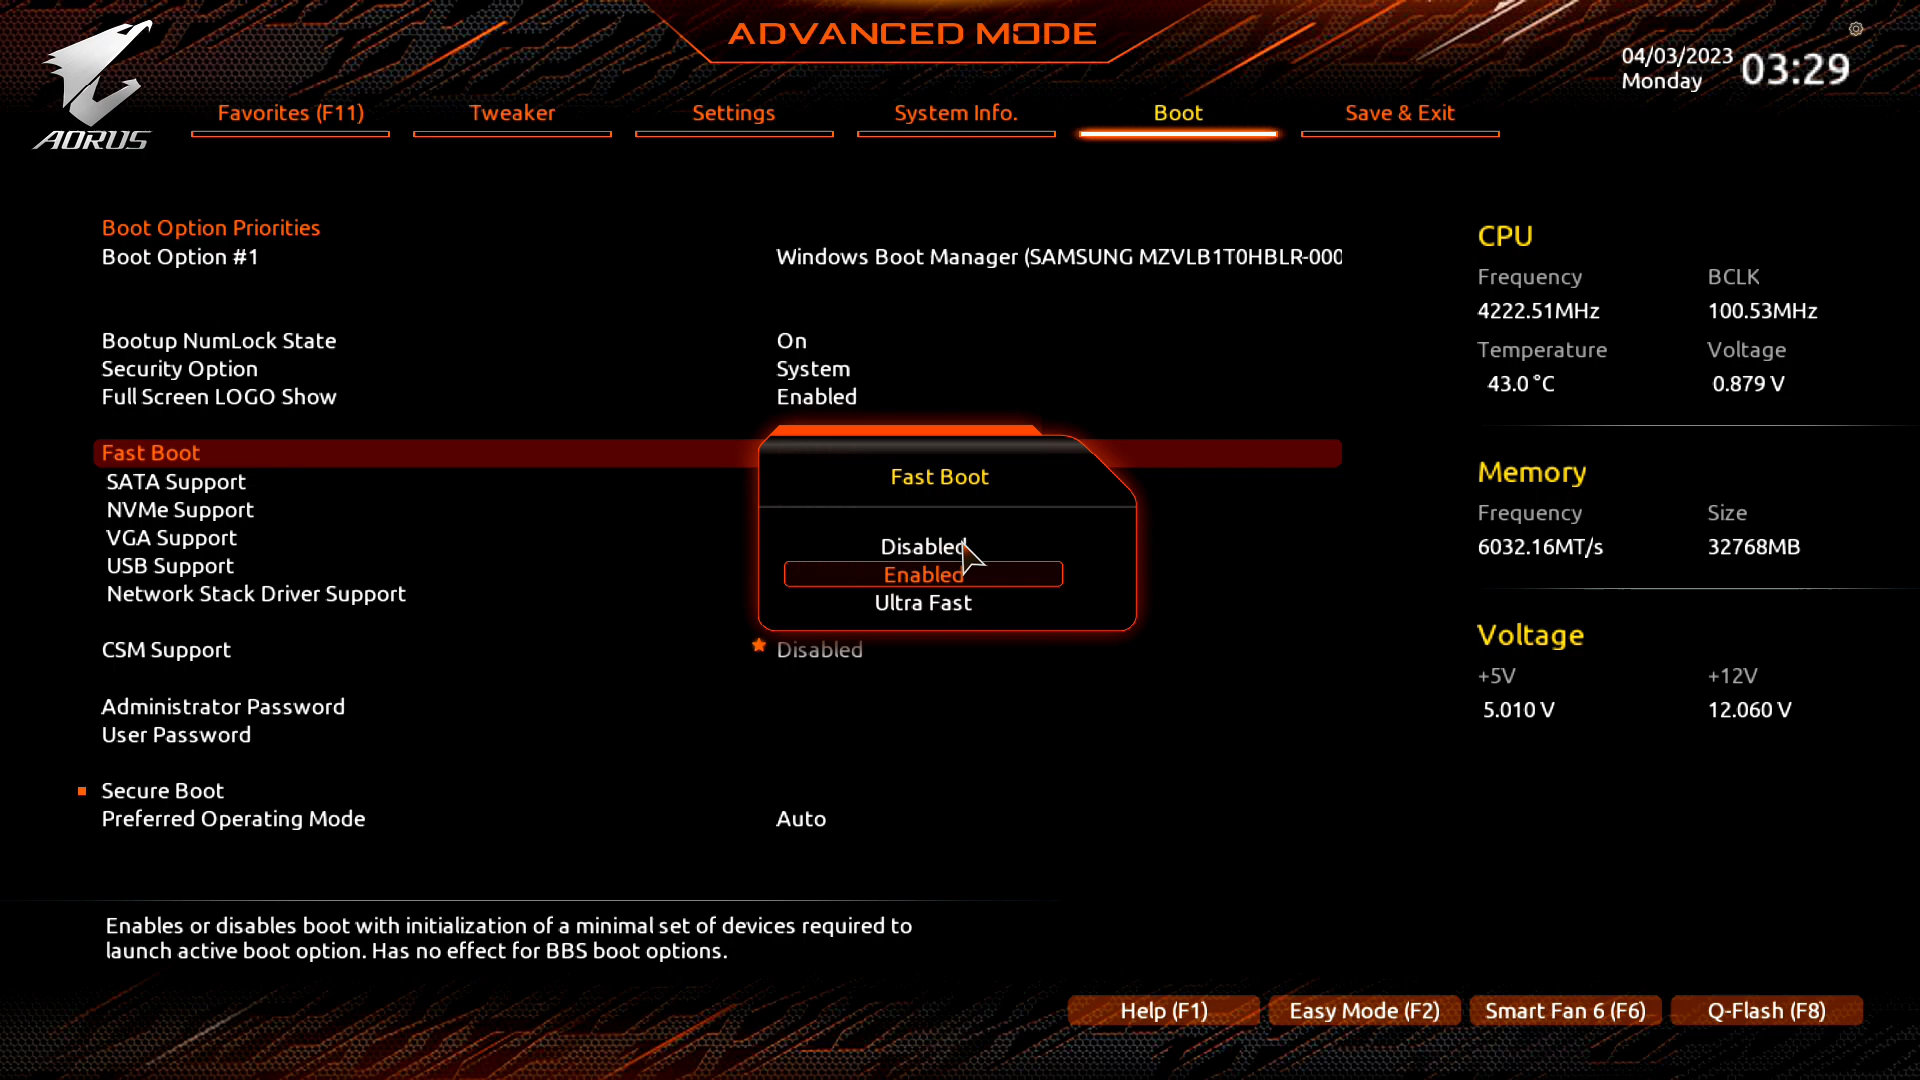 ADVANCED MODE
AORUS
04/03/2023
Monday
03:29
Favorites (F11)
Tweaker
Settings
System Info.
Boot
Save & Exit
Boot Option Priorities
Boot Option #1
Windows Boot Manager (SAMSUNG MZVLB1T0HBLR-000
Bootup NumLock State
On
Security Option
System
Full Screen LOGO Show
Enabled
Fast Boot
SATA Support
NVMe Support
VGA Support
USB Support
Network Stack Driver Support
Fast Boot
Disabled
Enabled
Ultra Fast
CSM Support
Disabled
Administrator Password
User Password
Secure Boot
Preferred Operating Mode
Auto
CPU
Frequency
BCLK
4222.51MHz
100.53MHz
Temperature
Voltage
43.0 °C
0.879 V
Memory
Frequency
Size
6032.16MT/s
32768MB
Voltage
+5V
+12V
5.010 V
12.060 V
Enables or disables boot with initialization of a minimal set of devices required to
launch active boot option. Has no effect for BBS boot options.
Help (F1)
Easy Mode (F2)
Smart Fan 6 (F6)
Q-Flash (F8)